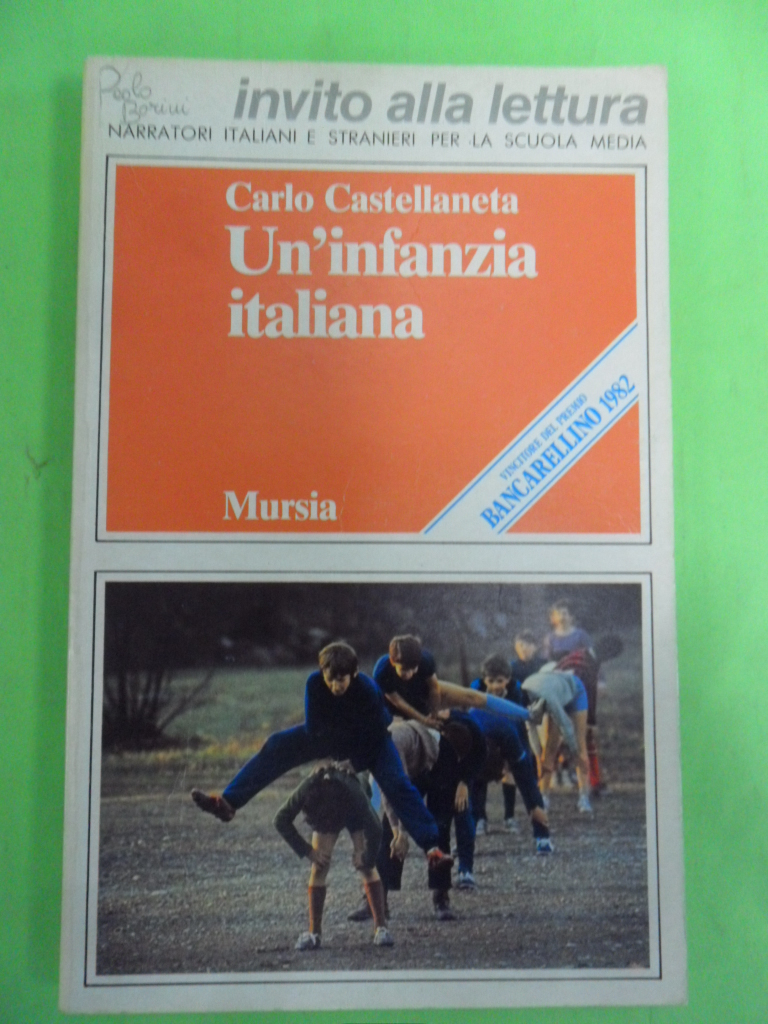 Paolo
Borini
invito alla lettura
NARRATORI ITALIANI E STRANIERI PER LA SCUOLA MEDIA
Carlo Castellaneta
Un'infanzia
italiana
VINCITORE DEL PREMIO
BANCARELLINO 1982
Mursia